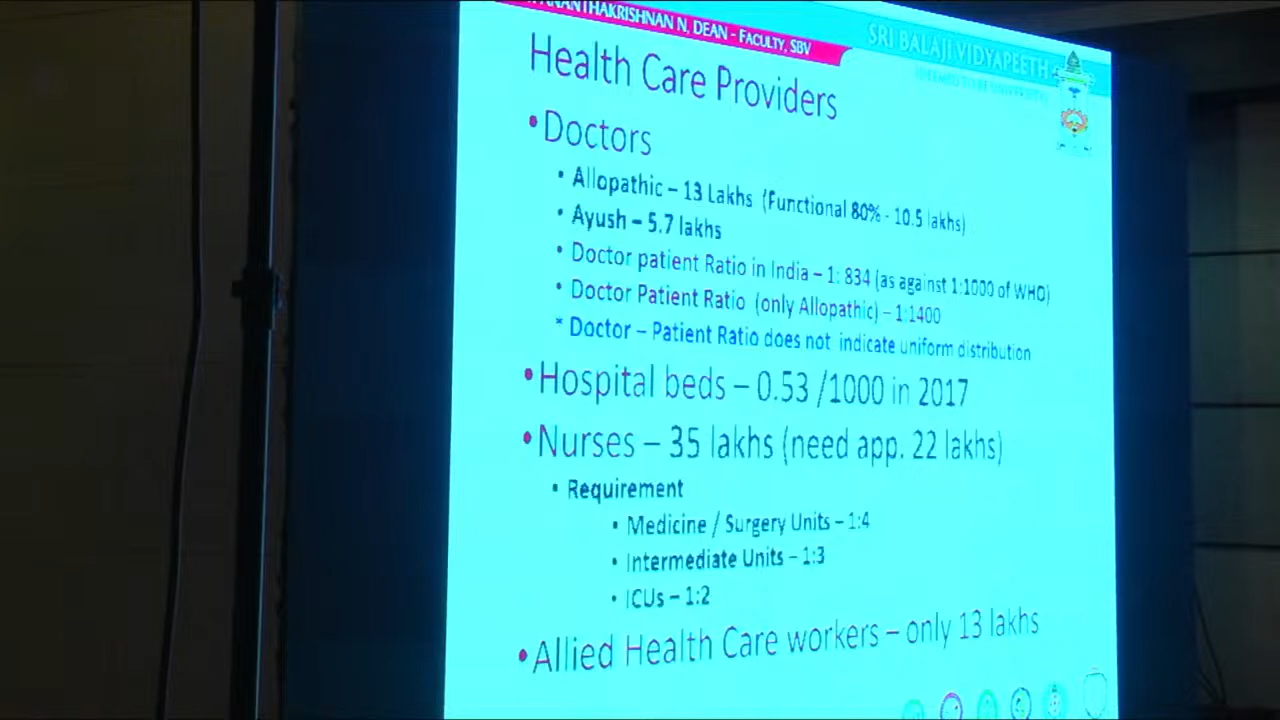 ANANTHAKRISHNAN N, DEAN - FACULTY, SBV
SRI BALAJI VIDYAPEETH
Health Care Providers
•Doctors
• Allopathic – 13 Lakhs (Functional 80% - 10.5 lakhs)
• Ayush – 5.7 lakhs
• Doctor patient Ratio in India – 1: 834 (as against 1:1000 of WHO)
• Doctor Patient Ratio (only Allopathic) – 1:1400
* Doctor – Patient Ratio does not indicate uniform distribution
•Hospital beds – 0.53 /1000 in 2017
•Nurses – 35 lakhs (need app. 22 lakhs)
• Requirement
• Medicine / Surgery Units – 1:4
• Intermediate Units – 1:3
• ICUs – 1:2
•Allied Health Care workers – only 13 lakhs